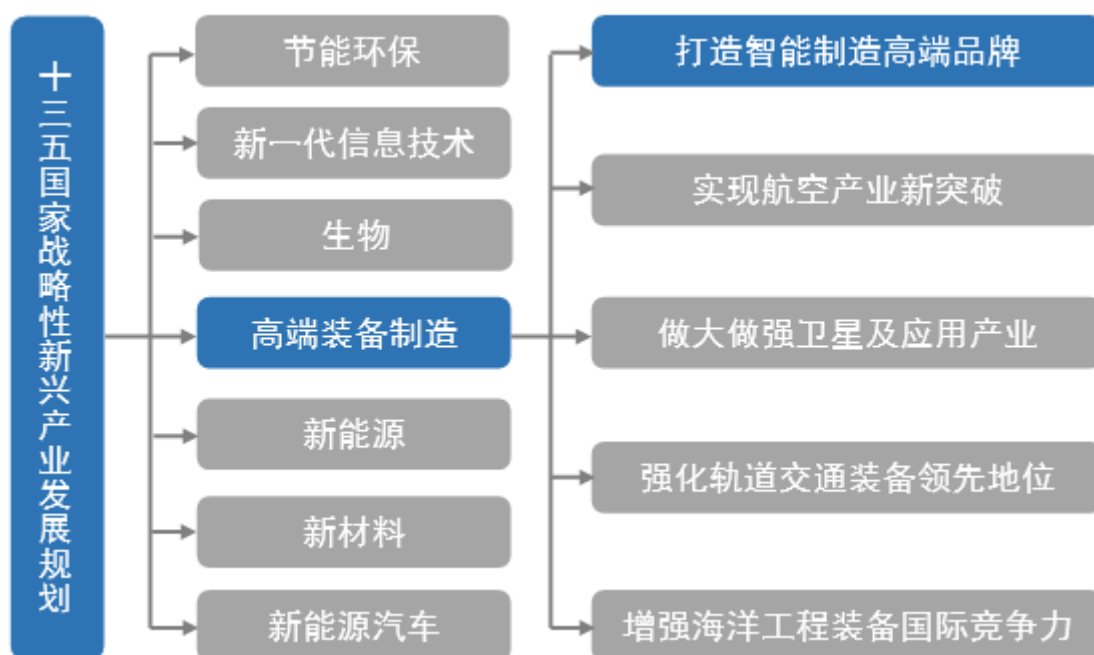 十三五国家战略性新兴产业发展规划
节能环保
新一代信息技术
生物
高端装备制造
新能源
新材料
新能源汽车
打造智能制造高端品牌
实现航空产业新突破
做大做强卫星及应用产业
强化轨道交通装备领先地位
增强海洋工程装备国际竞争力